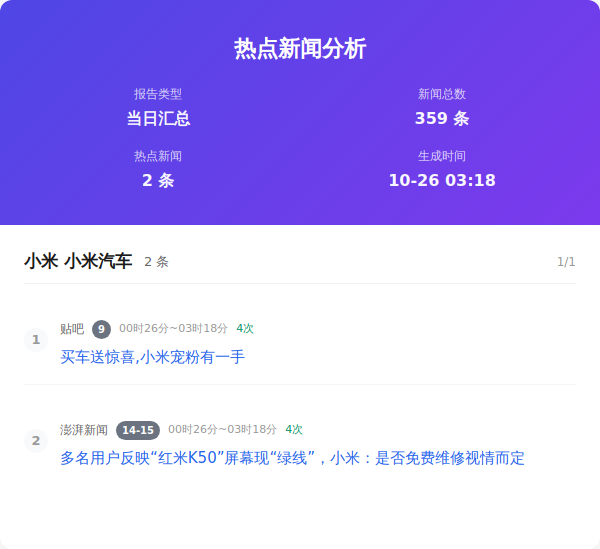 热点新闻分析
报告类型
新闻总数
当日汇总
359 条
热点新闻
生成时间
2 条
10-26 03:18
小米 小米汽车 2 条 1/1
1
贴吧 9 00时26分~03时18分 4次
买车送惊喜,小米宠粉有一手
2
澎湃新闻 14-15 00时26分~03时18分 4次
多名用户反映“红米K50”屏幕现“绿线”，小米：是否免费维修视情而定